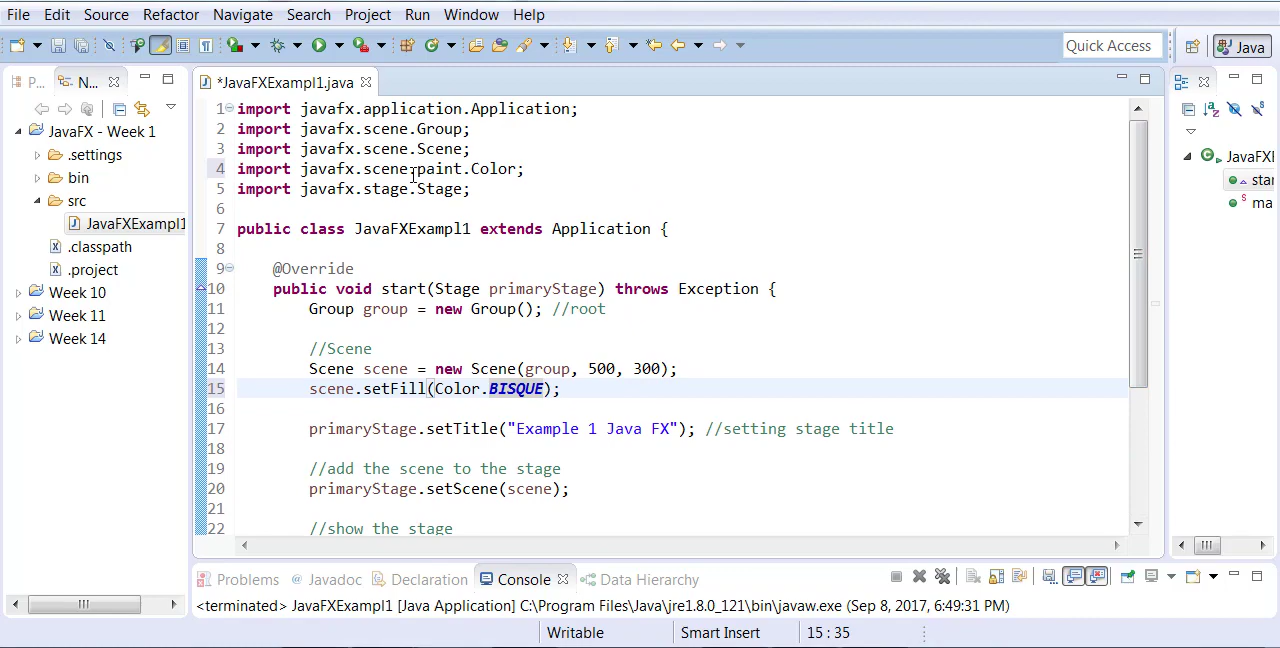 File Edit Source Refactor Navigate Search Project Run Window Help
Quick Access
Java
P...
N...
*JavaFXExampl1.java
JavaFX - Week 1
.settings
bin
src
JavaFXExampl1
.classpath
.project
Week 10
Week 11
Week 14
1 import javafx.application.Application;
2 import javafx.scene.Group;
3 import javafx.scene.Scene;
4 import javafx.scene.paint.Color;
5 import javafx.stage.Stage;
6
7 public class JavaFXExampl1 extends Application {
8
9 @Override
10 public void start(Stage primaryStage) throws Exception {
11 Group group = new Group(); //root
12
13 //Scene
14 Scene scene = new Scene(group, 500, 300);
15 scene.setFill(Color.BISQUE);
16
17 primaryStage.setTitle("Example 1 Java FX"); //setting stage title
18
19 //add the scene to the stage
20 primaryStage.setScene(scene);
21
22 //show the stage
JavaFXI
star
ma
Problems @ Javadoc Declaration Console Data Hierarchy
<terminated> JavaFXExampl1 [Java Application] C:\Program Files\Java\jre1.8.0_121\bin\javaw.exe (Sep 8, 2017, 6:49:31 PM)
Writable Smart Insert 15 : 35